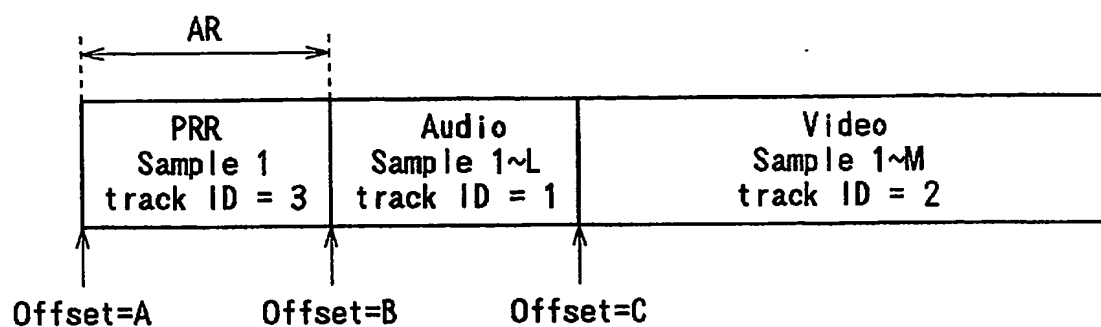 AR
PRR
Sample 1
track ID = 3
Audio
Sample 1~L
track ID = 1
Video
Sample 1~M
track ID = 2
Offset=A
Offset=B
Offset=C